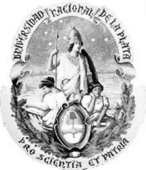 UNIVERSIDAD NACIONAL DE LA PLATA
PRO SCIENTIA ET PATRIA